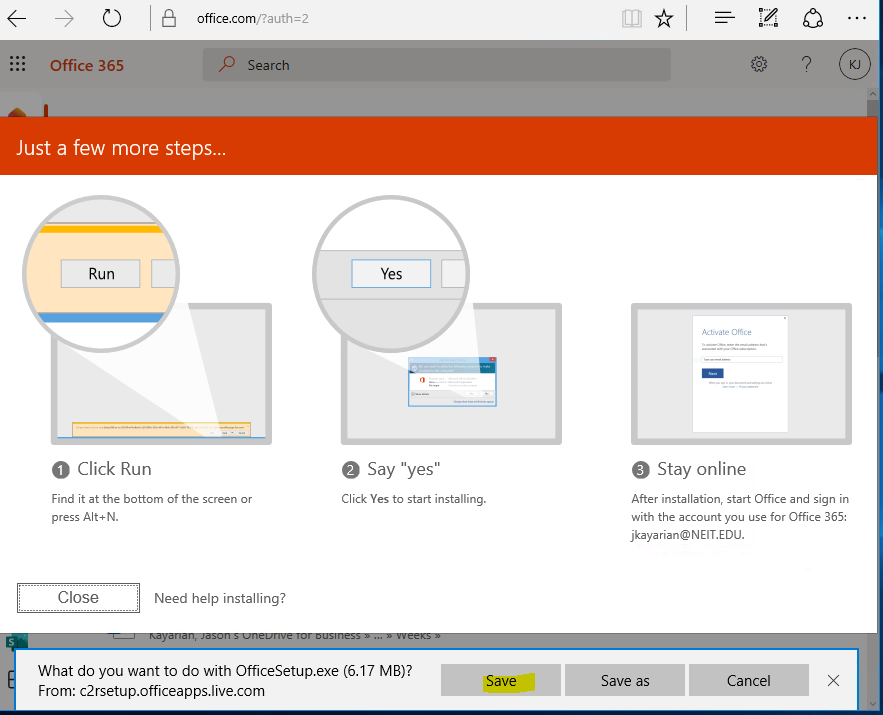 office.com/?auth=2
Office 365
Search
?
KJ
Just a few more steps...
Run
Yes
Activate Office
1 Click Run
Find it at the bottom of the screen or
press Alt+N.
2 Say "yes"
Click Yes to start installing.
3 Stay online
After installation, start Office and sign in
with the account you use for Office 365:
jkayarian@NEIT.EDU.
Close
Need help installing?
Kayarian, Jason's OneDrive for Business » ... » Weeks »
What do you want to do with OfficeSetup.exe (6.17 MB)?
From: c2rsetup.officeapps.live.com
Save
Save as
Cancel